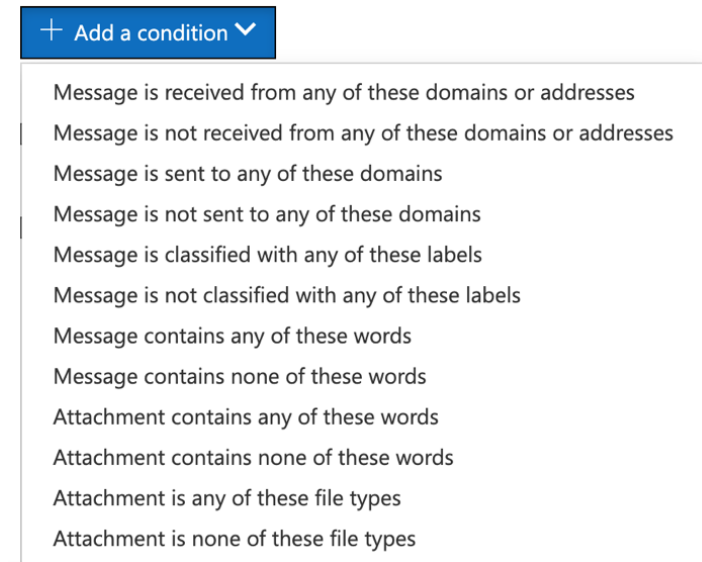 + Add a condition
Message is received from any of these domains or addresses
Message is not received from any of these domains or addresses
Message is sent to any of these domains
Message is not sent to any of these domains
Message is classified with any of these labels
Message is not classified with any of these labels
Message contains any of these words
Message contains none of these words
Attachment contains any of these words
Attachment contains none of these words
Attachment is any of these file types
Attachment is none of these file types